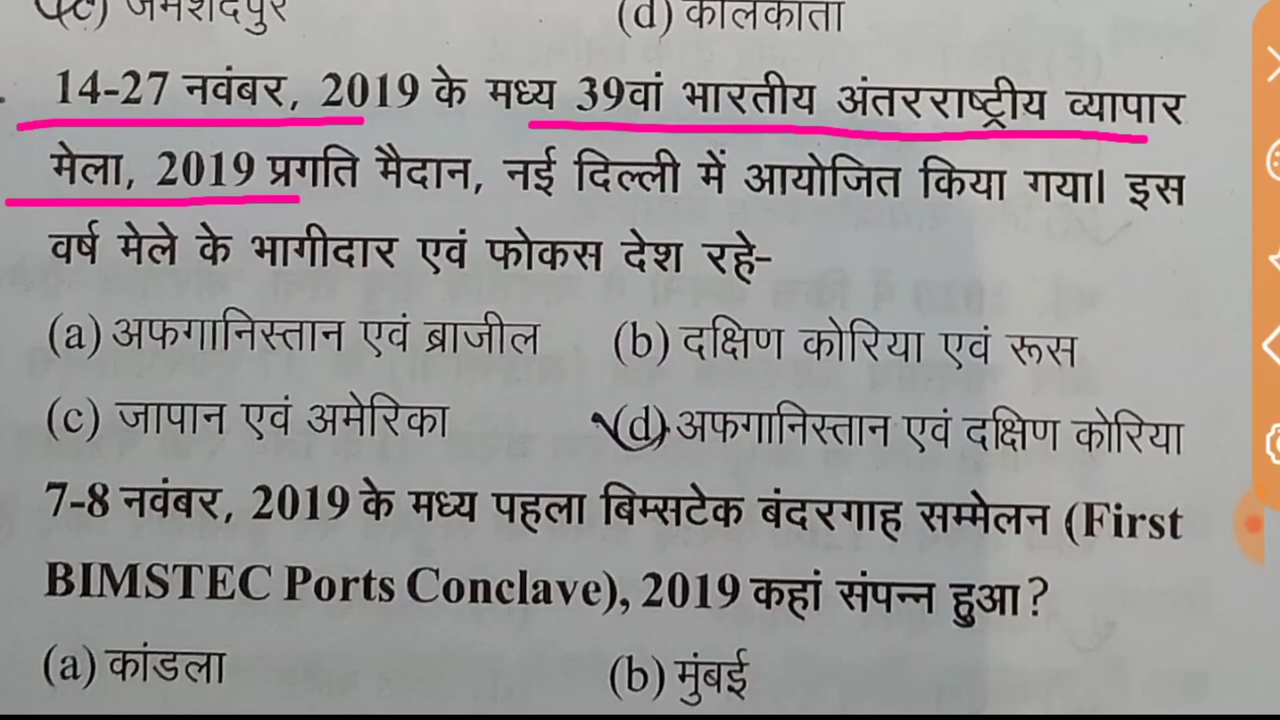 (c) जमशेदपुर (d) कोलकाता
14-27 नवंबर, 2019 के मध्य 39वां भारतीय अंतरराष्ट्रीय व्यापार
मेला, 2019 प्रगति मैदान, नई दिल्ली में आयोजित किया गया। इस
वर्ष मेले के भागीदार एवं फोकस देश रहे-
(a) अफगानिस्तान एवं ब्राजील (b) दक्षिण कोरिया एवं रूस
(c) जापान एवं अमेरिका (d) अफगानिस्तान एवं दक्षिण कोरिया
7-8 नवंबर, 2019 के मध्य पहला बिम्सटेक बंदरगाह सम्मेलन (First
BIMSTEC Ports Conclave), 2019 कहां संपन्न हुआ?
(a) कांडला (b) मुंबई